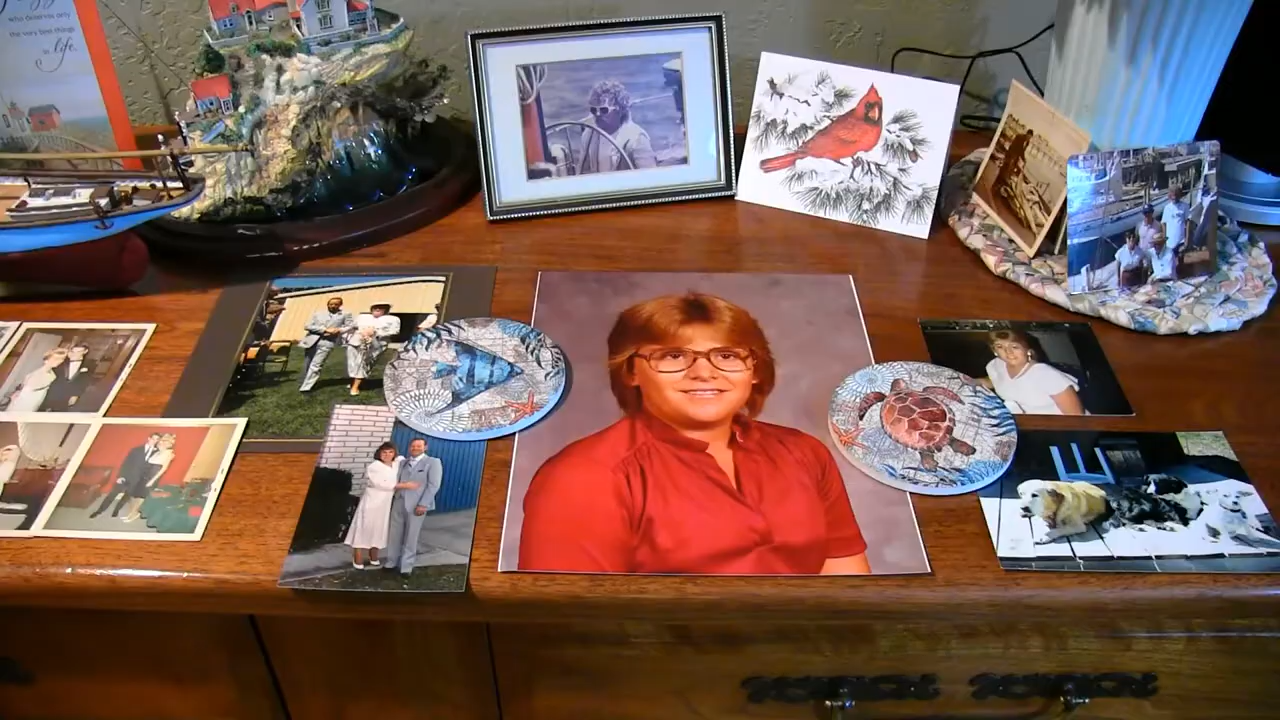 who deserves only
the very best things
in life.